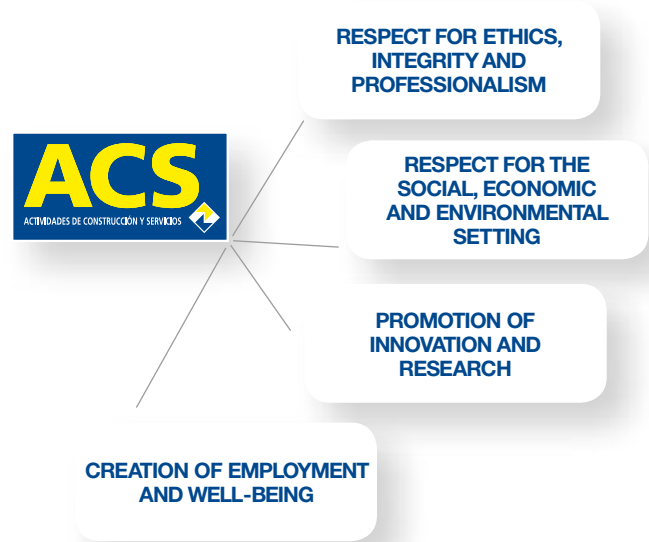 RESPECT FOR ETHICS,
INTEGRITY AND
PROFESSIONALISM
ACS
ACTIVIDADES DE CONSTRUCCIÓN Y SERVICIOS
RESPECT FOR THE
SOCIAL, ECONOMIC
AND ENVIRONMENTAL
SETTING
PROMOTION OF
INNOVATION AND
RESEARCH
CREATION OF EMPLOYMENT
AND WELL-BEING